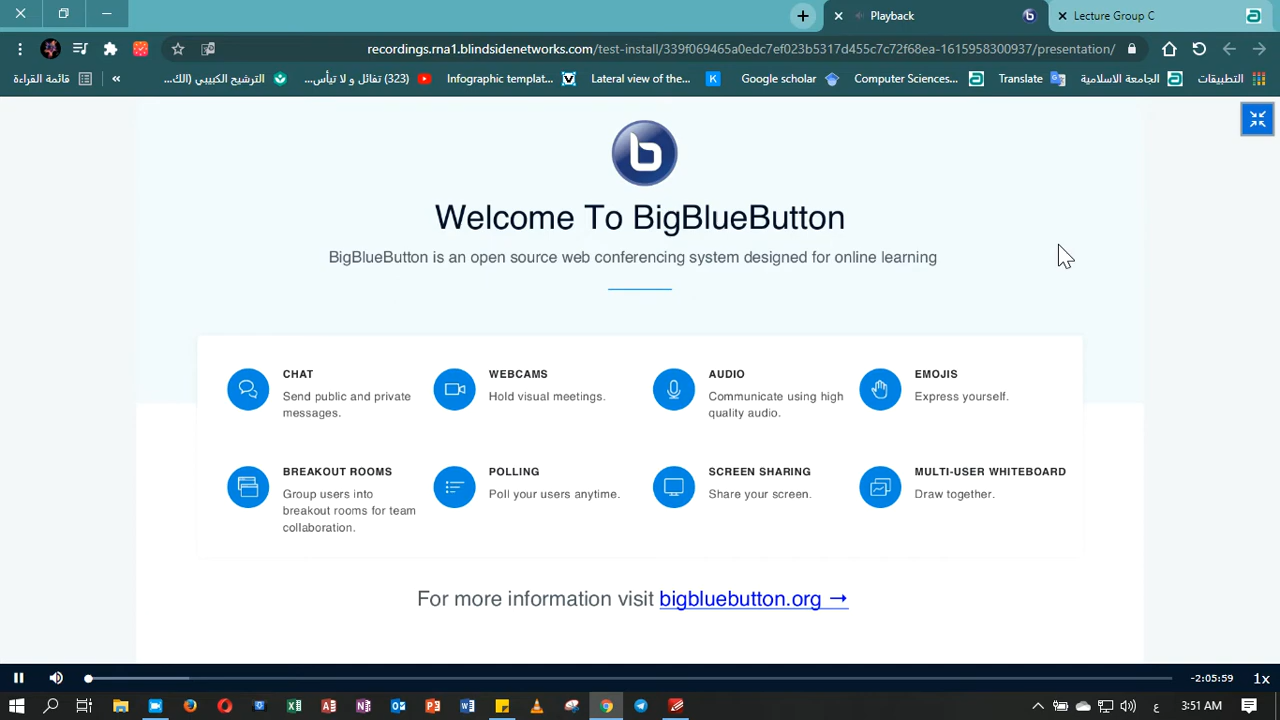 Playback
Lecture Group C
recordings.rna1.blindsidenetworks.com/test-install/339f069465a0edc7ef023b5317d455c7c72f68ea-1615958300937/presentation/
قائمة القراءة
»
الترشيح الكيبيي (الك...
(323) تفائل و لا تيأس...
Infographic templat...
Lateral view of the...
Google scholar
Computer Sciences...
Translate
الجامعة الاسلامية
التطبيقات
Welcome To BigBlueButton
BigBlueButton is an open source web conferencing system designed for online learning
CHAT
Send public and private
messages.
WEBCAMS
Hold visual meetings.
AUDIO
Communicate using high
quality audio.
EMOJIS
Express yourself.
BREAKOUT ROOMS
Group users into
breakout rooms for team
collaboration.
POLLING
Poll your users anytime.
SCREEN SHARING
Share your screen.
MULTI-USER WHITEBOARD
Draw together.
For more information visit bigbluebutton.org →
-2:05:59
1x
ع
3:51 AM